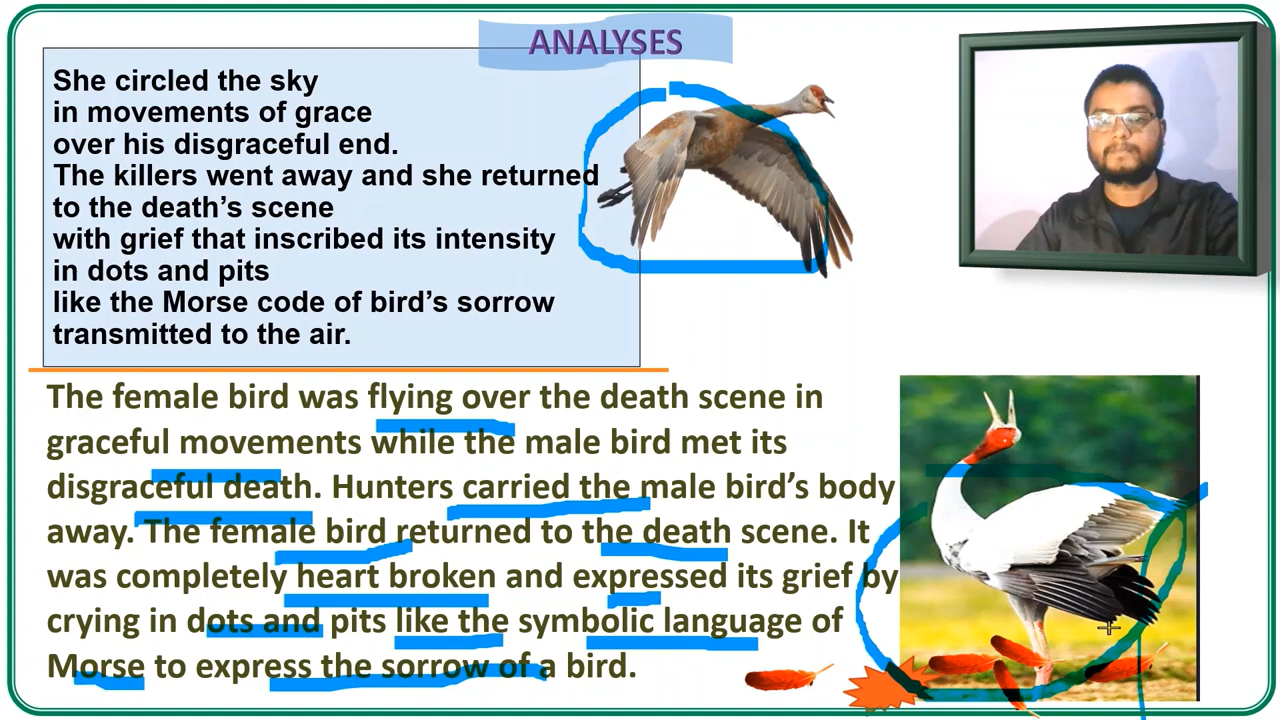 ANALYSES
She circled the sky
in movements of grace
over his disgraceful end.
The killers went away and she returned
to the death’s scene
with grief that inscribed its intensity
in dots and pits
like the Morse code of bird’s sorrow
transmitted to the air.
The female bird was flying over the death scene in
graceful movements while the male bird met its
disgraceful death. Hunters carried the male bird’s body
away. The female bird returned to the death scene. It
was completely heart broken and expressed its grief by
crying in dots and pits like the symbolic language of
Morse to express the sorrow of a bird.